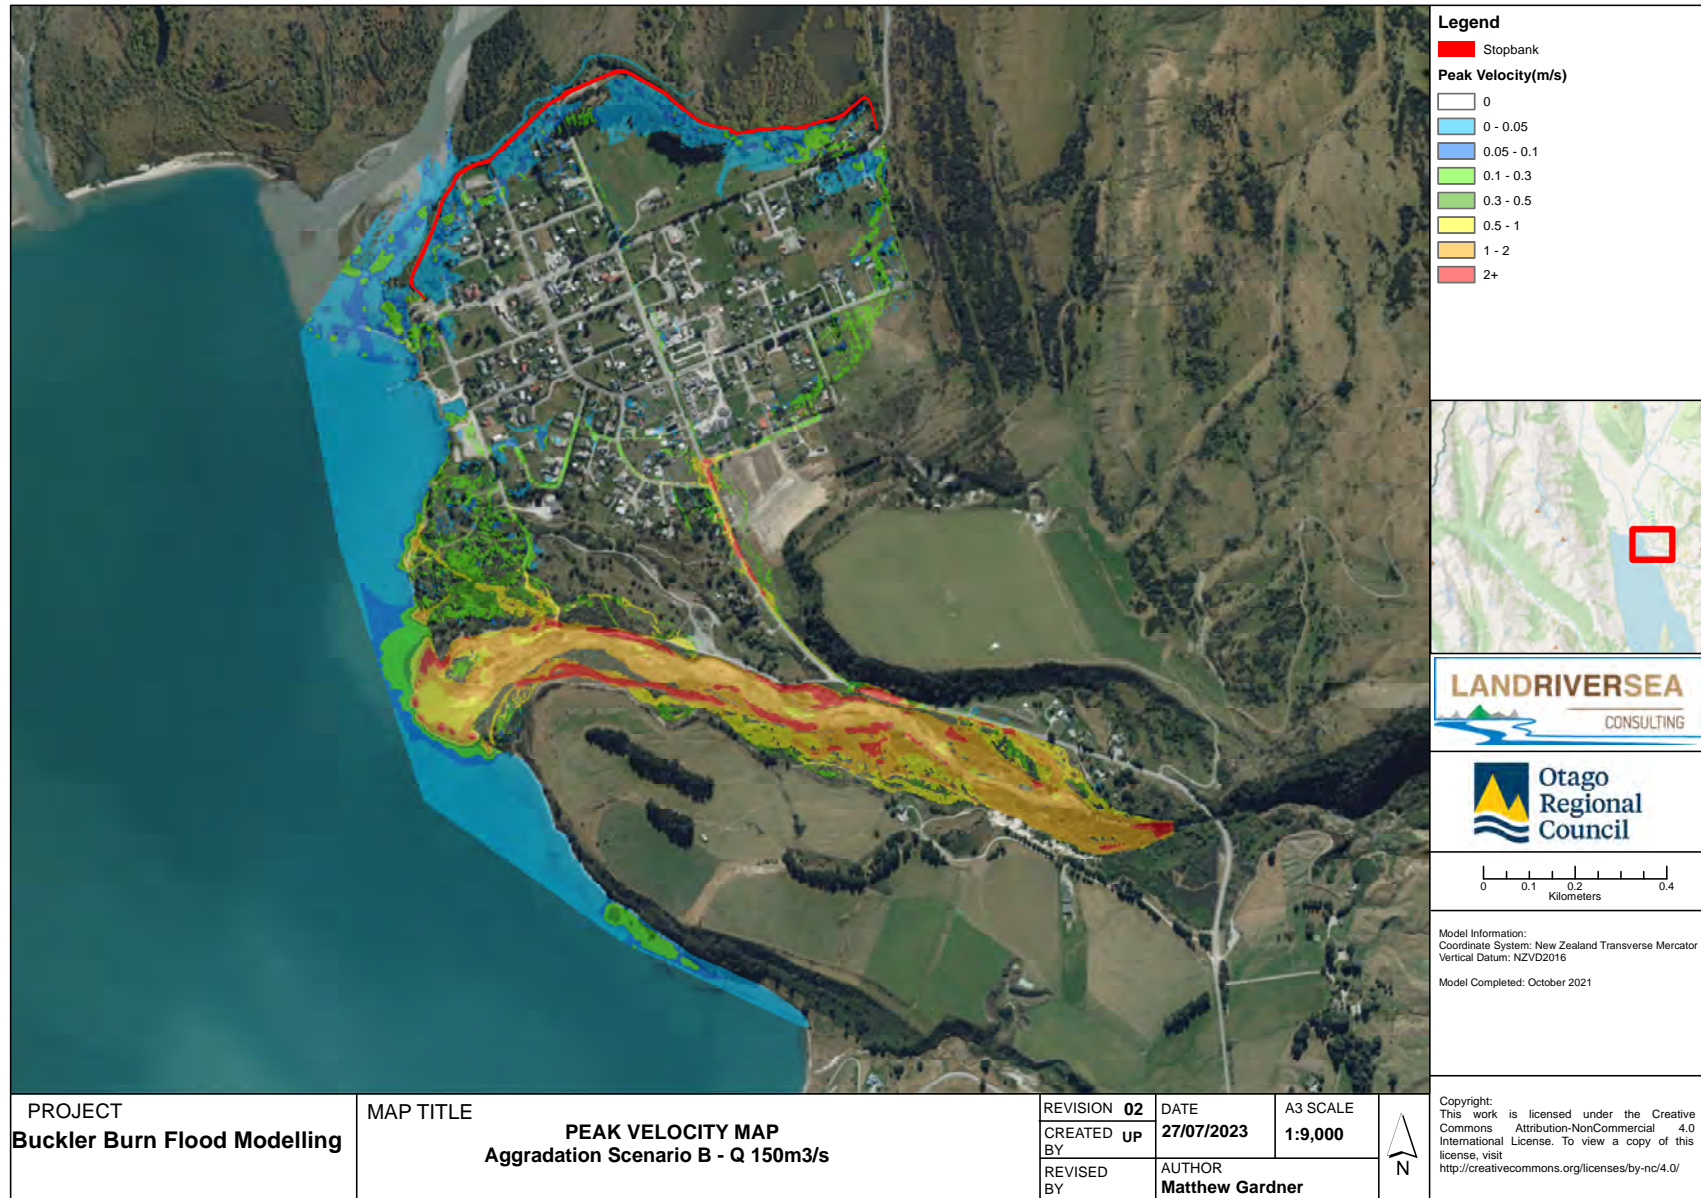 Legend
Stopbank
Peak Velocity(m/s)
0
0 - 0.05
0.05 - 0.1
0.1 - 0.3
0.3 - 0.5
0.5 - 1
1 - 2
2+
LANDRIVERSEA
CONSULTING
Otago
Regional
Council
0 0.1 0.2 0.4
Kilometers
Model Information:
Coordinate System: New Zealand Transverse Mercator
Vertical Datum: NZVD2016
Model Completed: October 2021
Copyright:
This work is licensed under the Creative
Commons Attribution-NonCommercial 4.0
International License. To view a copy of this
license, visit
http://creativecommons.org/licenses/by-nc/4.0/
PROJECT
Buckler Burn Flood Modelling
MAP TITLE
PEAK VELOCITY MAP
Aggradation Scenario B - Q 150m3/s
REVISION 02
CREATED BY UP
REVISED BY
DATE
27/07/2023
A3 SCALE
1:9,000
AUTHOR
Matthew Gardner
N